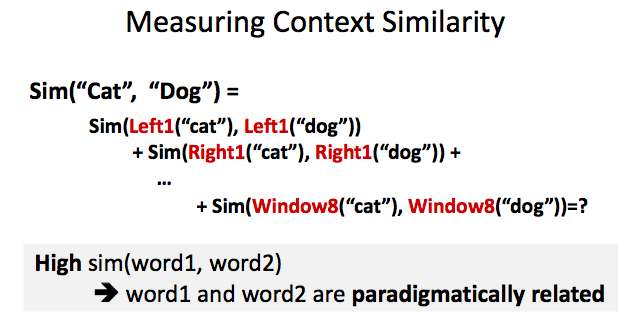 Measuring Context Similarity
Sim(“Cat”, “Dog”) =
Sim(Left1(“cat”), Left1(“dog”))
+ Sim(Right1(“cat”), Right1(“dog”)) +
...
+ Sim(Window8(“cat”), Window8(“dog”))=?
High sim(word1, word2)
➔ word1 and word2 are paradigmatically related